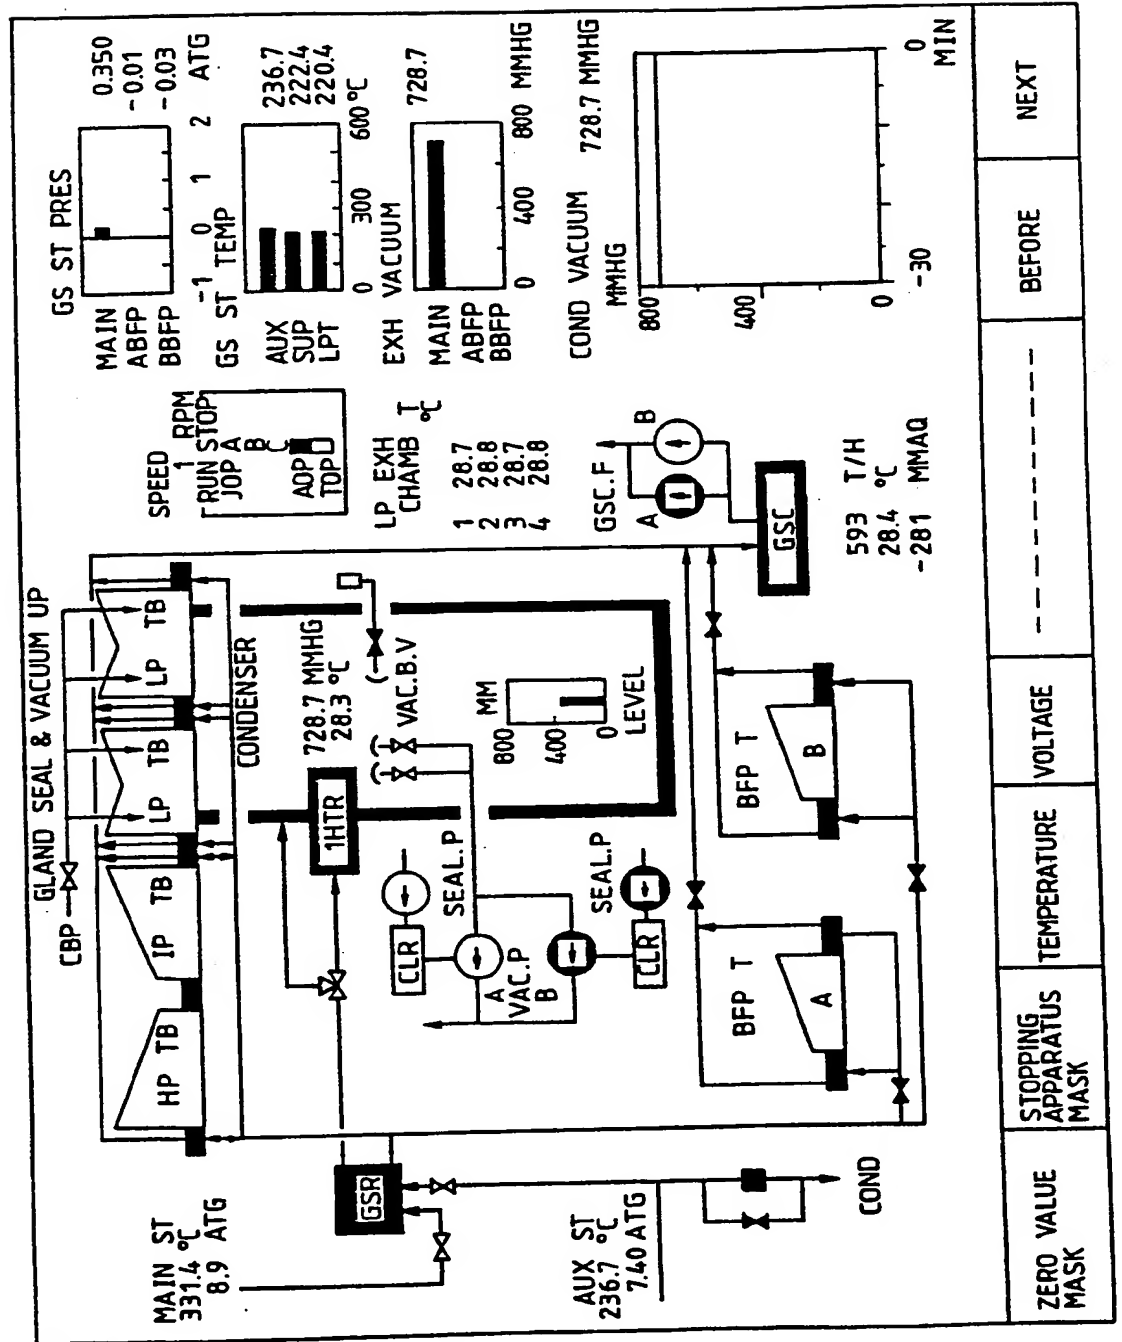 GLAND SEAL & VACUUM UP
CBP
HP TB
IP TB
LP TB
LP TB
MAIN ST
331.4 °C
8.9 ATG
GSR
AUX ST
236.7 °C
7.40 ATG
COND
CONDENSER
1HTR
728.7 MMHG
28.3 °C
VAC.B.V
CLR
SEAL.P
A
VAC.P
B
CLR
SEAL.P
MM
800
400
0
LEVEL
BFP T
A
BFP T
B
SPEED
1 RPM
RUN STOP
JOP A
B
C
AOP
TOP
LP EXH
CHAMB T
°C
1 28.7
2 28.8
3 28.7
4 28.8
GSC.F
A
B
GSC
593 T/H
28.4 °C
-281 MMAQ
GS ST PRES
MAIN 0.350
ABFP -0.01
BBFP -0.03
-1 0 1 2 ATG
GS ST TEMP
AUX 236.7
SUP 222.4
LPT 220.4
0 300 600 °C
EXH VACUUM
MAIN 728.7
ABFP
BBFP
0 400 800 MMHG
COND VACUUM 728.7 MMHG
MMHG
800
400
0
-30 0
MIN
ZERO VALUE
MASK
STOPPING
APPARATUS
MASK
TEMPERATURE
VOLTAGE
BEFORE
NEXT